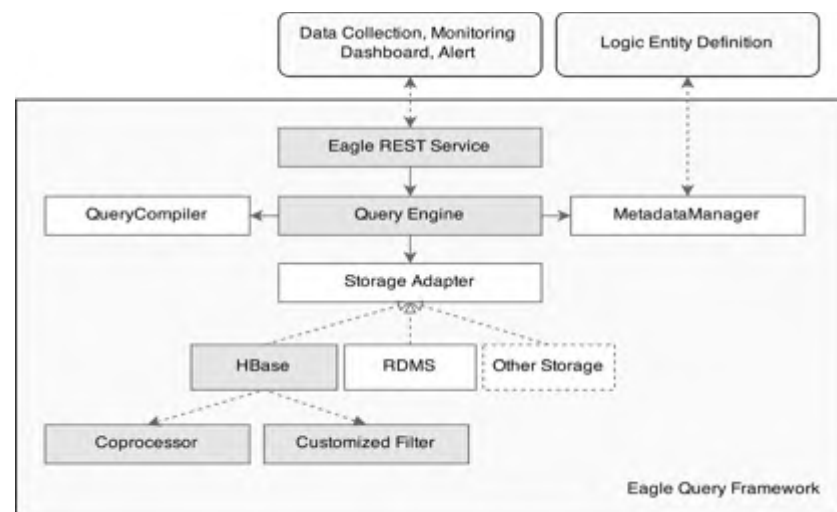 Data Collection, Monitoring
Dashboard, Alert
Logic Entity Definition
Eagle REST Service
QueryCompiler
Query Engine
MetadataManager
Storage Adapter
HBase
RDMS
Other Storage
Coprocessor
Customized Filter
Eagle Query Framework